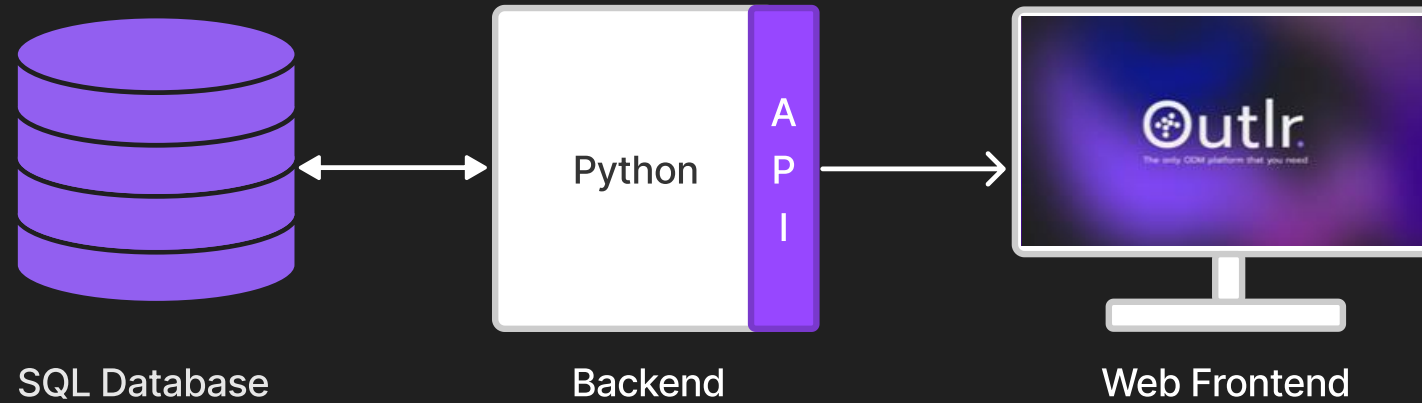 A
P
I
Python
Outlr.
The only ODM platform that you need
SQL Database
Backend
Web Frontend